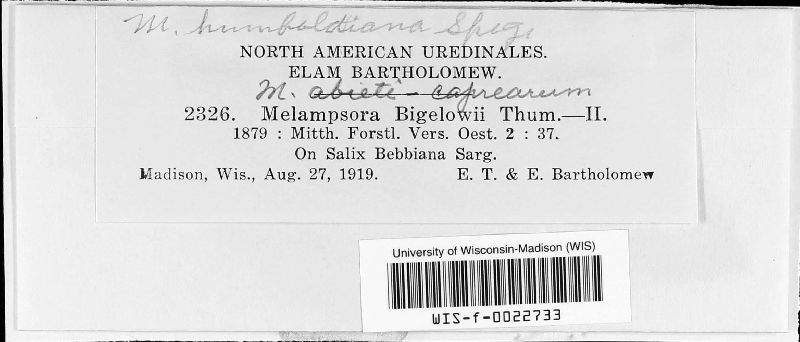 M. humboldtiana Speg.
NORTH AMERICAN UREDINALES.
ELAM BARTHOLOMEW.
M. abieti-caprearum
2326. Melampsora Bigelowii Thum.—II.
1879 : Mitth. Forstl. Vers. Oest. 2 : 37.
On Salix Bebbiana Sarg.
Madison, Wis., Aug. 27, 1919. E. T. & E. Bartholomew
University of Wisconsin-Madison (WIS)
WIS-f-0022733